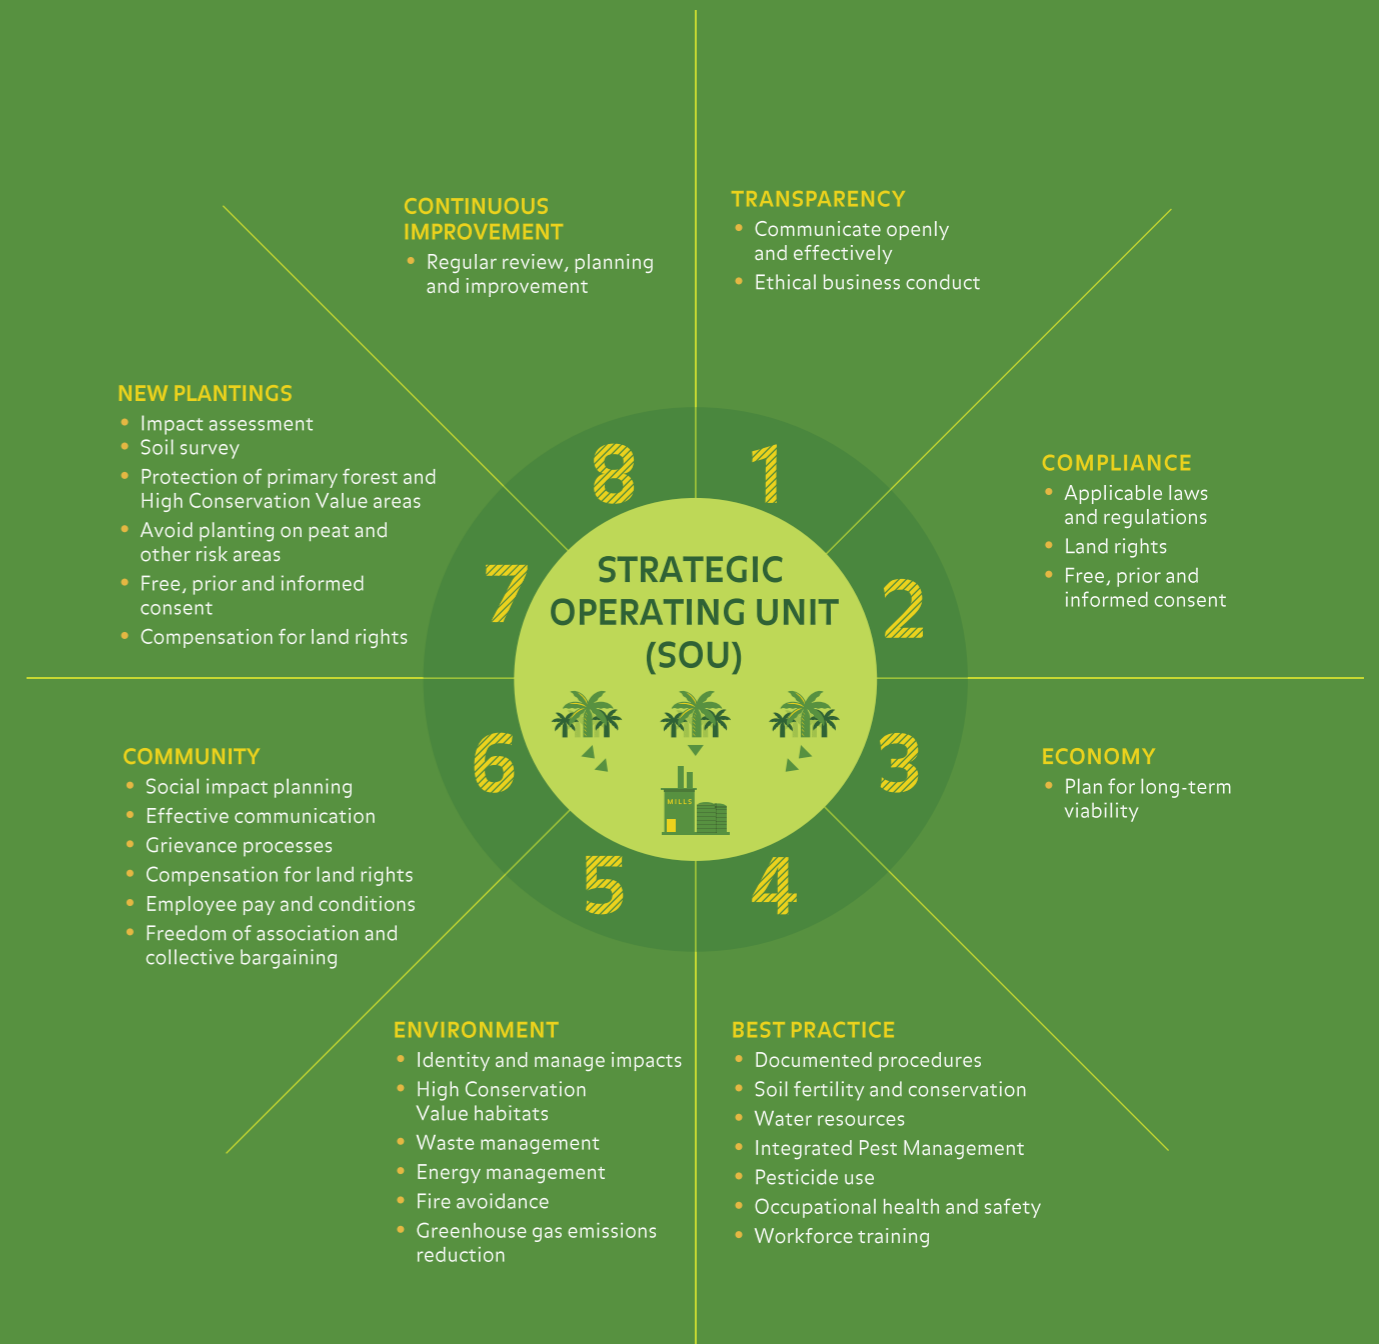 STRATEGIC
OPERATING UNIT
(SOU)
MILLS
1
TRANSPARENCY
• Communicate openly
and effectively
• Ethical business conduct
2
COMPLIANCE
• Applicable laws
and regulations
• Land rights
• Free, prior and
informed consent
3
ECONOMY
• Plan for long-term
viability
4
BEST PRACTICE
• Documented procedures
• Soil fertility and conservation
• Water resources
• Integrated Pest Management
• Pesticide use
• Occupational health and safety
• Workforce training
5
ENVIRONMENT
• Identity and manage impacts
• High Conservation
Value habitats
• Waste management
• Energy management
• Fire avoidance
• Greenhouse gas emissions
reduction
6
COMMUNITY
• Social impact planning
• Effective communication
• Grievance processes
• Compensation for land rights
• Employee pay and conditions
• Freedom of association and
collective bargaining
7
NEW PLANTINGS
• Impact assessment
• Soil survey
• Protection of primary forest and
High Conservation Value areas
• Avoid planting on peat and
other risk areas
• Free, prior and informed
consent
• Compensation for land rights
8
CONTINUOUS
IMPROVEMENT
• Regular review, planning
and improvement